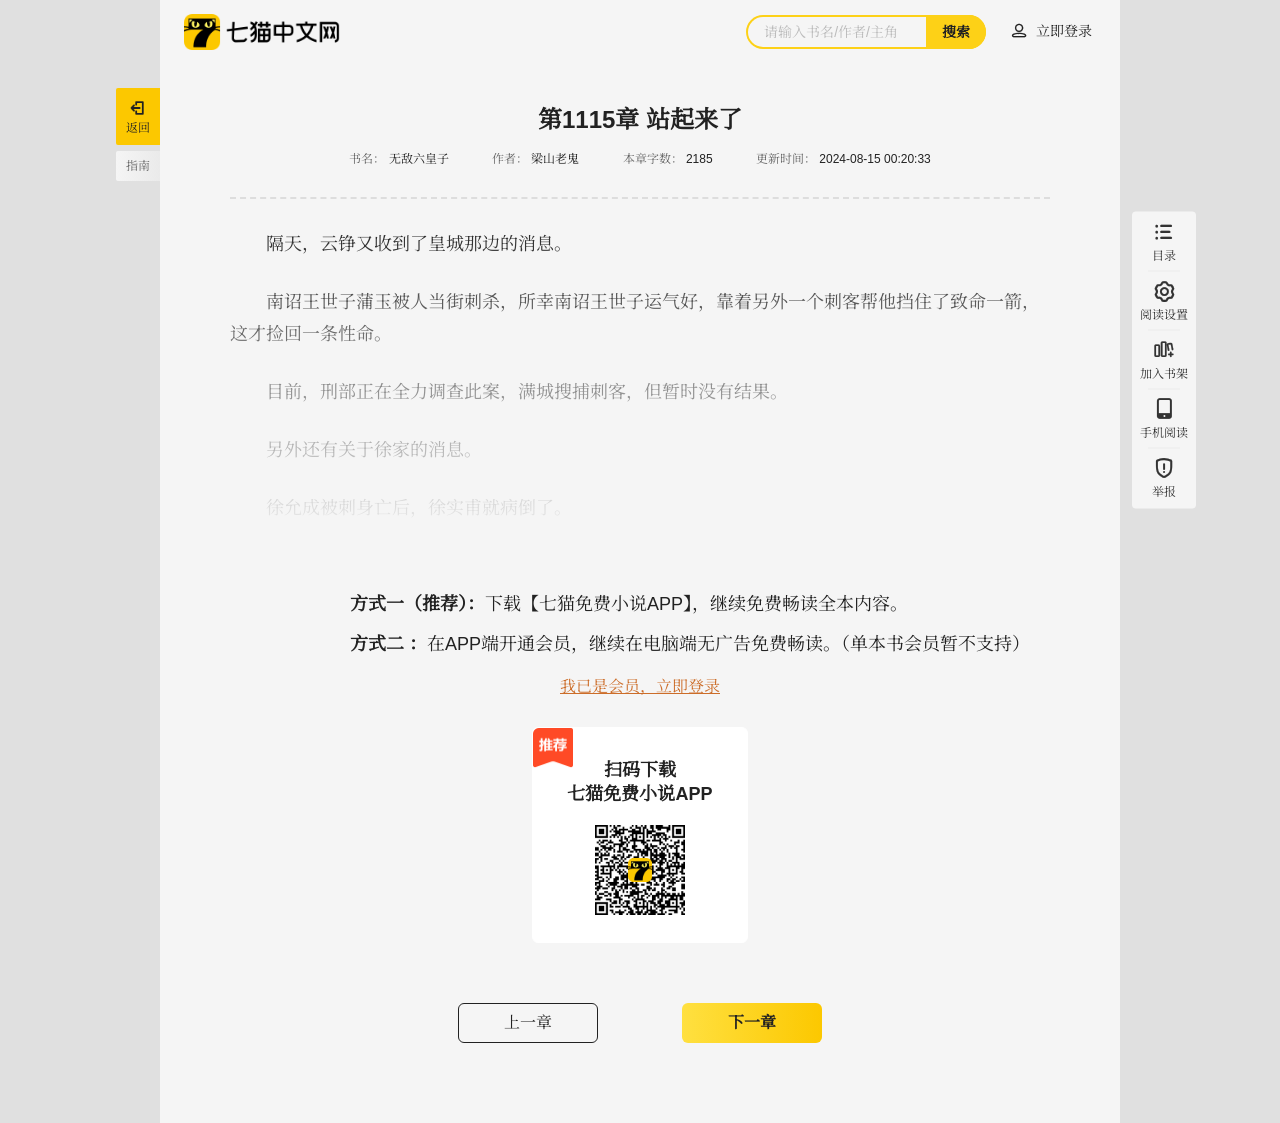 七猫中文网
请输入书名/作者/主角
搜索
立即登录
返回
指南
第1115章 站起来了
书名： 无敌六皇子 作者： 梁山老鬼 本章字数： 2185 更新时间： 2024-08-15 00:20:33
隔天，云铮又收到了皇城那边的消息。
南诏王世子蒲玉被人当街刺杀，所幸南诏王世子运气好，靠着另外一个刺客帮他挡住了致命一箭，
这才捡回一条性命。
目前，刑部正在全力调查此案，满城搜捕刺客，但暂时没有结果。
另外还有关于徐家的消息。
徐允成被刺身亡后，徐实甫就病倒了。
目录
阅读设置
加入书架
手机阅读
举报
方式一（推荐）：下载【七猫免费小说APP】，继续免费畅读全本内容。
方式二 ：在APP端开通会员，继续在电脑端无广告免费畅读。（单本书会员暂不支持）
我已是会员，立即登录
推荐
扫码下载
七猫免费小说APP
上一章
下一章